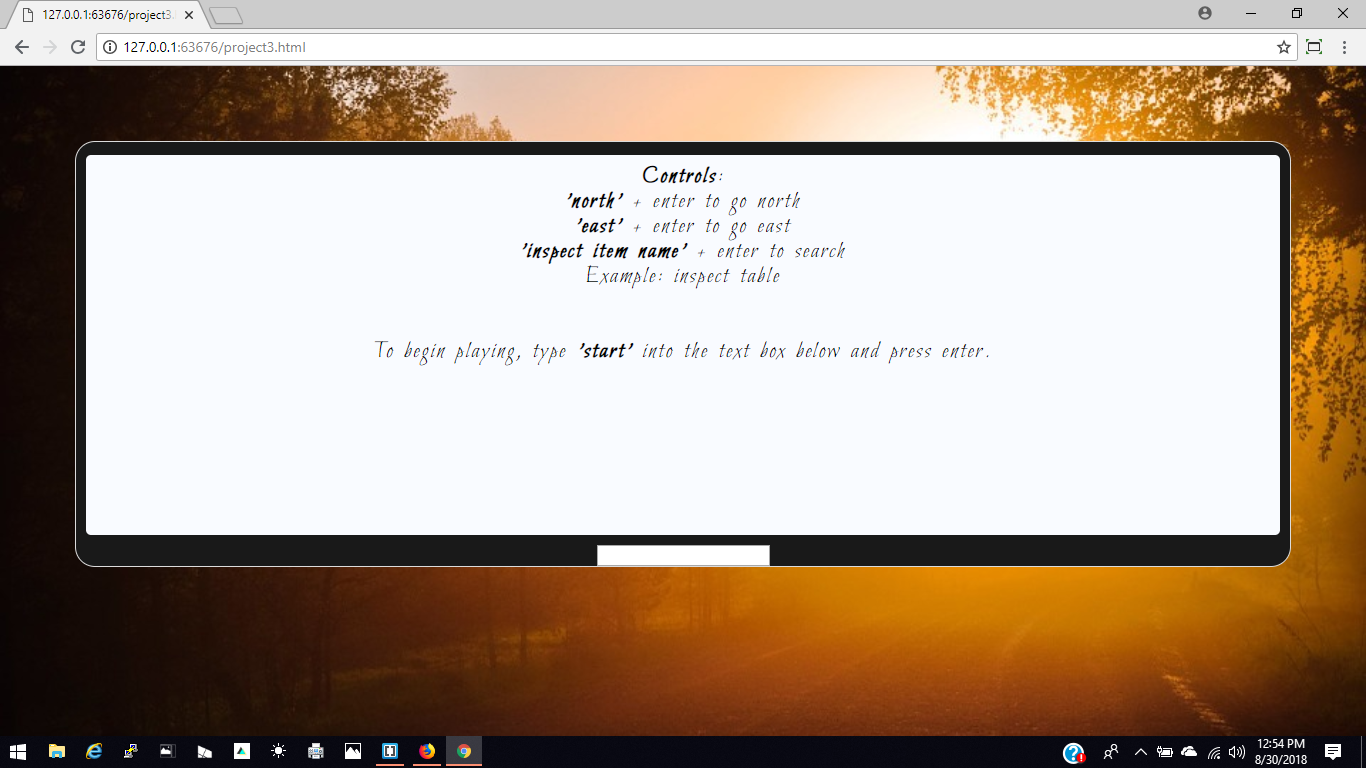 127.0.0.1:63676/project3.
127.0.0.1:63676/project3.html
Controls:
'north' + enter to go north
'east' + enter to go east
'inspect item name' + enter to search
Example: inspect table
To begin playing, type 'start' into the text box below and press enter.
12:54 PM
8/30/2018